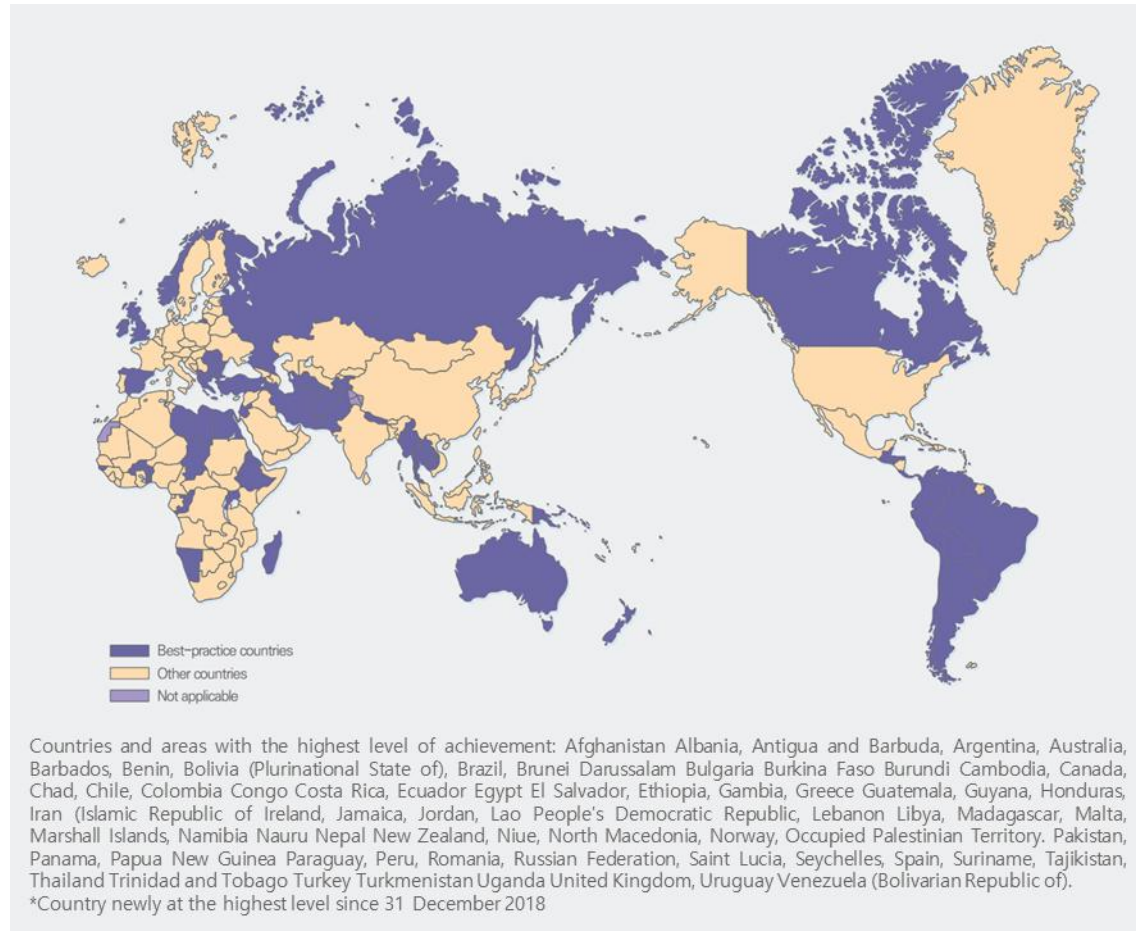 Best-practice countries
Other countries
Not applicable
Countries and areas with the highest level of achievement: Afghanistan Albania, Antigua and Barbuda, Argentina, Australia,
Barbados, Benin, Bolivia (Plurinational State of), Brazil, Brunei Darussalam Bulgaria Burkina Faso Burundi Cambodia, Canada,
Chad, Chile, Colombia Congo Costa Rica, Ecuador Egypt El Salvador, Ethiopia, Gambia, Greece Guatemala, Guyana, Honduras,
Iran (Islamic Republic of Ireland, Jamaica, Jordan, Lao People's Democratic Republic, Lebanon Libya, Madagascar, Malta,
Marshall Islands, Namibia Nauru Nepal New Zealand, Niue, North Macedonia, Norway, Occupied Palestinian Territory. Pakistan,
Panama, Papua New Guinea Paraguay, Peru, Romania, Russian Federation, Saint Lucia, Seychelles, Spain, Suriname, Tajikistan,
Thailand Trinidad and Tobago Turkey Turkmenistan Uganda United Kingdom, Uruguay Venezuela (Bolivarian Republic of).
*Country newly at the highest level since 31 December 2018